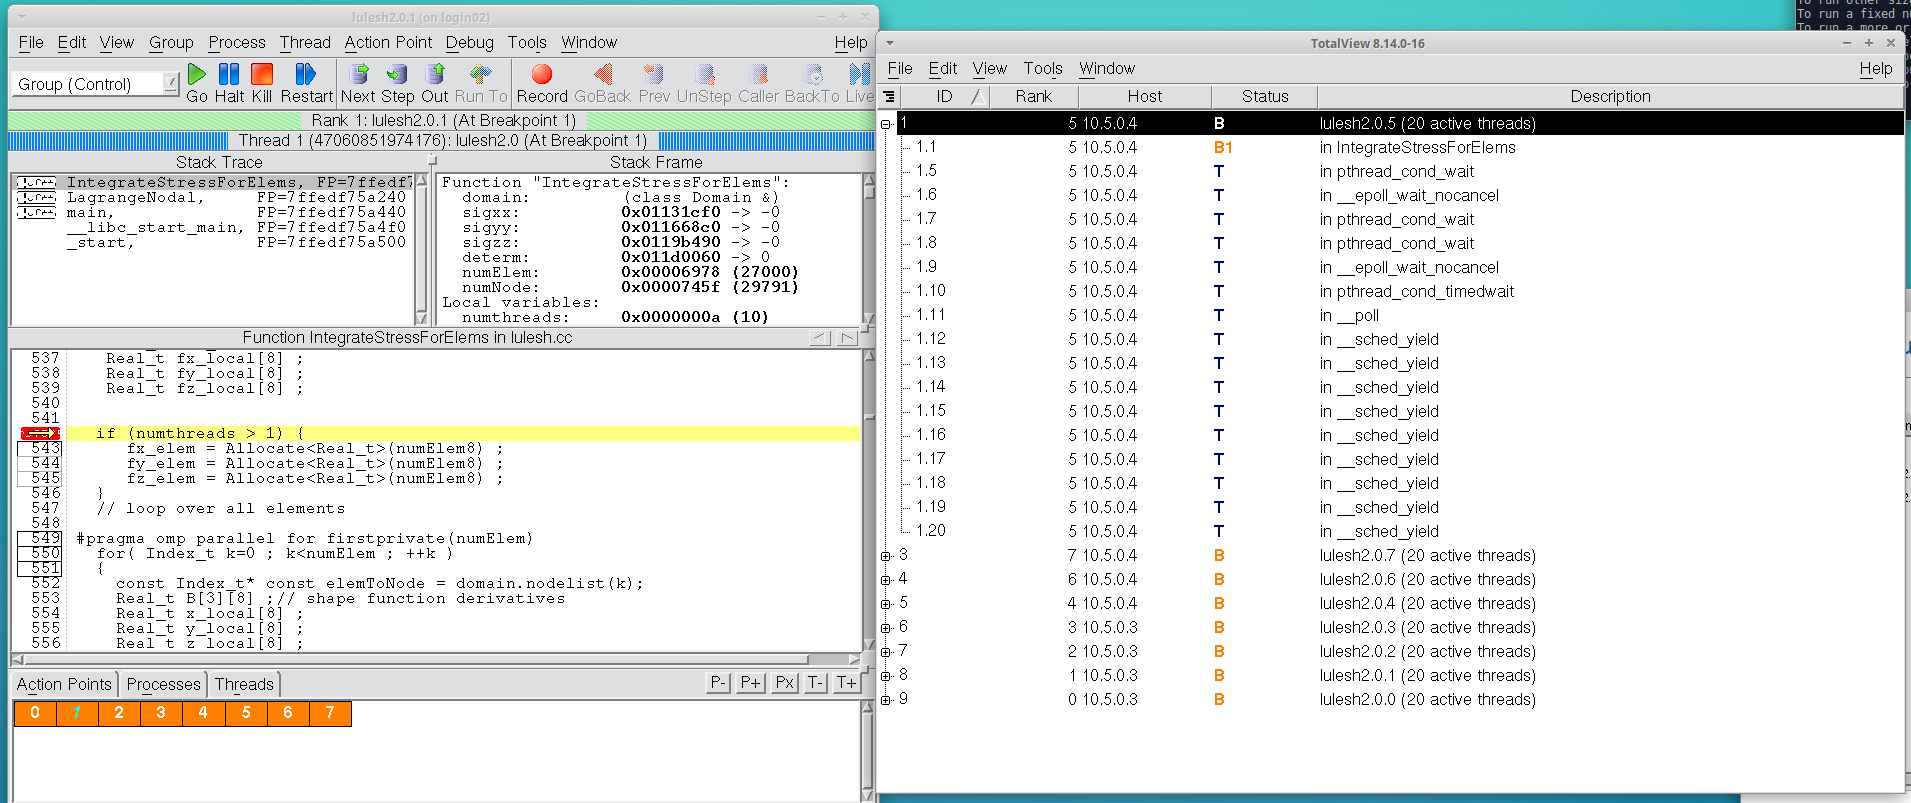 lulesh2.0.1 (on login02)
File Edit View Group Process Thread Action Point Debug Tools Window Help
Group (Control)
Go Halt Kill Restart Next Step Out Run To Record GoBack Prev UnStep Caller BackTo Live
Rank 1: lulesh2.0.1 (At Breakpoint 1)
Thread 1 (47060851974176): lulesh2.0 (At Breakpoint 1)
Stack Trace
IntegrateStressForElems, FP=7ffedf7
LagrangeNodal, FP=7ffedf75a240
main, FP=7ffedf75a440
__libc_start_main, FP=7ffedf75a4f0
_start, FP=7ffedf75a500
Stack Frame
Function "IntegrateStressForElems":
domain: (class Domain &)
sigxx: 0x01131cf0 -> -0
sigyy: 0x011668c0 -> -0
sigzz: 0x0119b490 -> -0
determ: 0x011d0060 -> 0
numElem: 0x00006978 (27000)
numNode: 0x0000745f (29791)
Local variables:
numthreads: 0x0000000a (10)
Function IntegrateStressForElems in lulesh.cc
537 Real_t fx_local[8] ;
538 Real_t fy_local[8] ;
539 Real_t fz_local[8] ;
540
541
if (numthreads > 1) {
543 fx_elem = Allocate<Real_t>(numElem8) ;
544 fy_elem = Allocate<Real_t>(numElem8) ;
545 fz_elem = Allocate<Real_t>(numElem8) ;
546 }
547 // loop over all elements
548
549 #pragma omp parallel for firstprivate(numElem)
550 for( Index_t k=0 ; k<numElem ; ++k )
551 {
552 const Index_t* const elemToNode = domain.nodelist(k);
553 Real_t B[3][8] ;// shape function derivatives
554 Real_t x_local[8] ;
555 Real_t y_local[8] ;
556 Real_t z_local[8] ;
Action Points Processes Threads P- P+ Px T- T+
0 1 2 3 4 5 6 7
To run a fixed nu
TotalView 8.14.0-16
File Edit View Tools Window Help
ID Rank Host Status Description
1 5 10.5.0.4 B lulesh2.0.5 (20 active threads)
1.1 5 10.5.0.4 B1 in IntegrateStressForElems
1.5 5 10.5.0.4 T in pthread_cond_wait
1.6 5 10.5.0.4 T in __epoll_wait_nocancel
1.7 5 10.5.0.4 T in pthread_cond_wait
1.8 5 10.5.0.4 T in pthread_cond_wait
1.9 5 10.5.0.4 T in __epoll_wait_nocancel
1.10 5 10.5.0.4 T in pthread_cond_timedwait
1.11 5 10.5.0.4 T in __poll
1.12 5 10.5.0.4 T in __sched_yield
1.13 5 10.5.0.4 T in __sched_yield
1.14 5 10.5.0.4 T in __sched_yield
1.15 5 10.5.0.4 T in __sched_yield
1.16 5 10.5.0.4 T in __sched_yield
1.17 5 10.5.0.4 T in __sched_yield
1.18 5 10.5.0.4 T in __sched_yield
1.19 5 10.5.0.4 T in __sched_yield
1.20 5 10.5.0.4 T in __sched_yield
3 7 10.5.0.4 B lulesh2.0.7 (20 active threads)
4 6 10.5.0.4 B lulesh2.0.6 (20 active threads)
5 4 10.5.0.4 B lulesh2.0.4 (20 active threads)
6 3 10.5.0.3 B lulesh2.0.3 (20 active threads)
7 2 10.5.0.3 B lulesh2.0.2 (20 active threads)
8 1 10.5.0.3 B lulesh2.0.1 (20 active threads)
9 0 10.5.0.3 B lulesh2.0.0 (20 active threads)